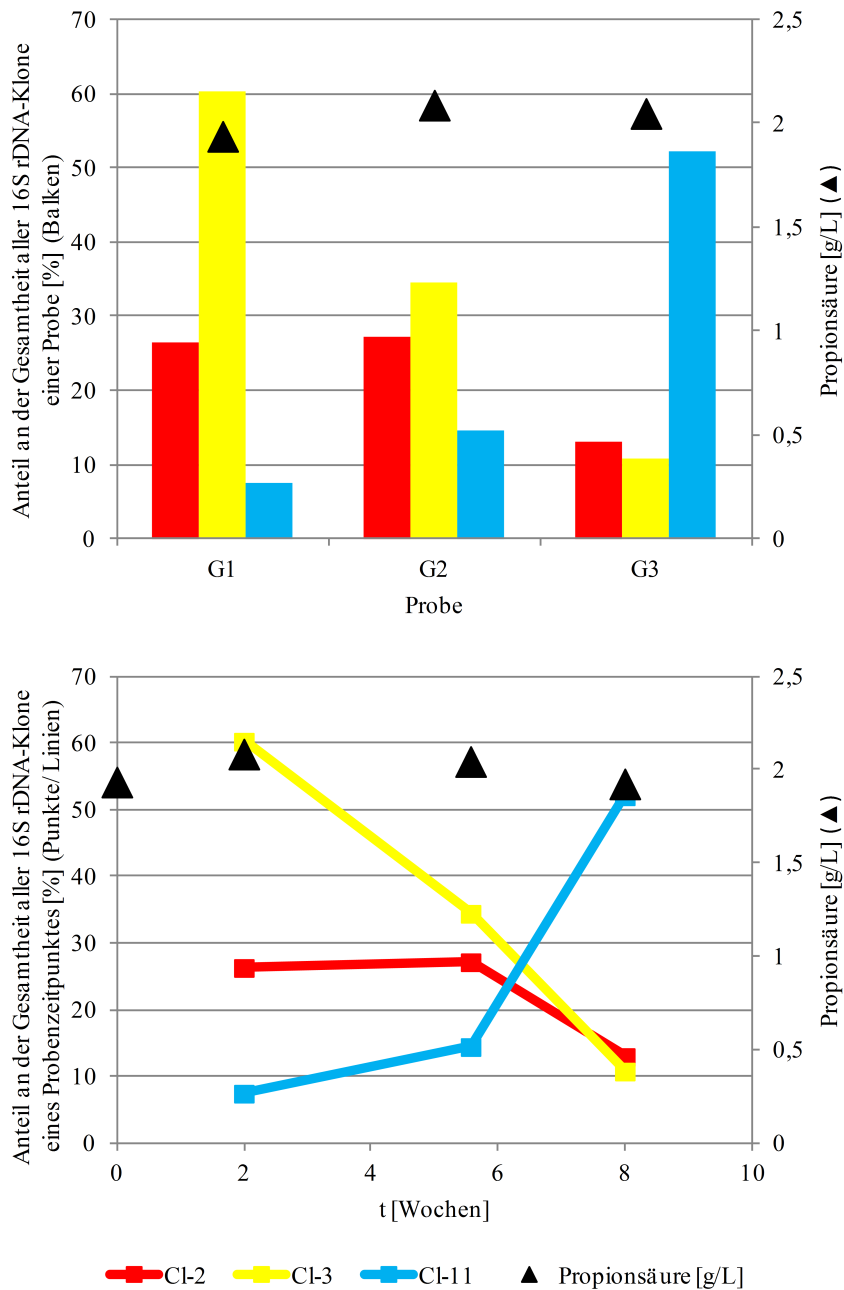 Anteil an der Gesamtheit aller 16S rDNA-Klone
einer Probe [%] (Balken)
70
60
50
40
30
20
10
0
2,5
2
1,5
1
0,5
0
Propionsäure [g/L] (▲)
G1 G2 G3
Probe
Anteil an der Gesamtheit aller 16S rDNA-Klone
eines Probenzeitpunktes [%] (Punkte/ Linien)
70
60
50
40
30
20
10
0
2,5
2
1,5
1
0,5
0
Propionsäure [g/L] (▲)
0 2 4 6 8 10
t [Wochen]
Cl-2 Cl-3 Cl-11 ▲ Propionsäure [g/L]